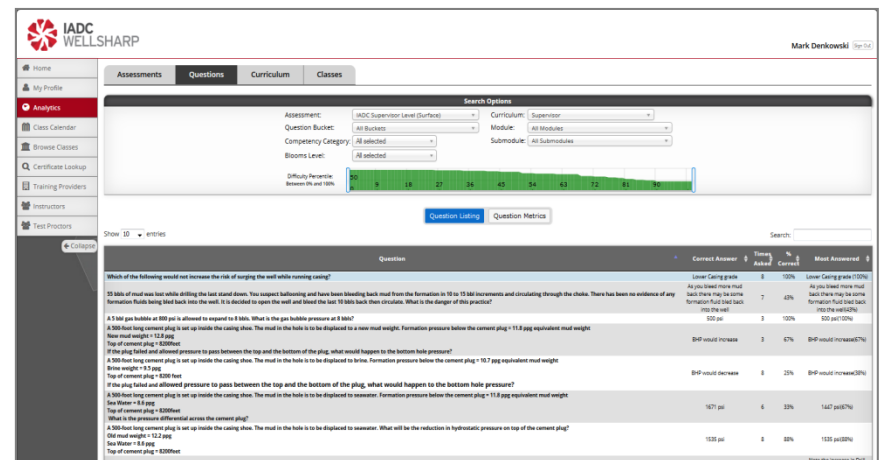 IADC
WELLSHARP
Mark Denkowski Sign Out
Home
My Profile
Analytics
Class Calendar
Browse Classes
Certificate Lookup
Training Providers
Instructors
Test Proctors
Collapse
Assessments Questions Curriculum Classes
Search Options
Assessment: IADC Supervisor Level (Surface) Curriculum: Supervisor
Question Bucket: All Buckets Module: All Modules
Competency Category: All selected Submodule: All Submodules
Blooms Level: All selected
Difficulty Percentile:
Between 0% and 100%
50
0 9 18 27 36 45 54 63 72 81 90
Question Listing Question Metrics
Show 10 entries Search:
Question Correct Answer Times Asked % Correct Most Answered
Which of the following would not increase the risk of surging the well while running casing? Lower Casing grade 8 100% Lower Casing grade (100%)
55 bbls of mud was lost while drilling the last stand down. You suspect ballooning and have been bleeding back mud from the formation in 10 to 15 bbl increments and circulating through the choke. There has been no evidence of any
formation fluids being bled back into the well. It is decided to open the well and bleed the last 10 bbls back then circulate. What is the danger of this practice?
As you bleed more mud back there may be some formation fluid bled back into the well 7 43% As you bleed more mud back there may be some formation fluid bled back into the well(43%)
A 5 bbl gas bubble at 800 psi is allowed to expand to 8 bbls. What is the gas bubble pressure at 8 bbls? 500 psi 3 100% 500 psi(100%)
A 500-foot long cement plug is set up inside the casing shoe. The mud in the hole is to be displaced to a new mud weight. Formation pressure below the cement plug = 11.8 ppg equivalent mud weight
New mud weight = 12.8 ppg
Top of cement plug = 8200feet
If the plug failed and allowed pressure to pass between the top and the bottom of the plug, what would happen to the bottom hole pressure?
BHP would increase 3 67% BHP would increase(67%)
A 500-foot long cement plug is set up inside the casing shoe. The mud in the hole is to be displaced to brine. Formation pressure below the cement plug = 10.7 ppg equivalent mud weight
Brine weight = 9.5 ppg
Top of cement plug = 8200 feet
If the plug failed and allowed pressure to pass between the top and the bottom of the plug, what would happen to the bottom hole pressure?
BHP would decrease 8 25% BHP would increase(38%)
A 500-foot long cement plug is set up inside the casing shoe. The mud in the hole is to be displaced to seawater. Formation pressure below the cement plug = 11.8 ppg equivalent mud weight
Sea Water = 8.6 ppg
Top of cement plug = 8200feet
What is the pressure differential across the cement plug?
1671 psi 6 33% 1447 psi(67%)
A 500-foot long cement plug is set up inside the casing shoe. The mud in the hole is to be displaced to seawater. What will be the reduction in hydrostatic pressure on top of the cement plug?
Old mud weight = 12.2 ppg
Sea Water = 8.6 ppg
Top of cement plug = 8200feet
1535 psi 8 88% 1535 psi(88%)